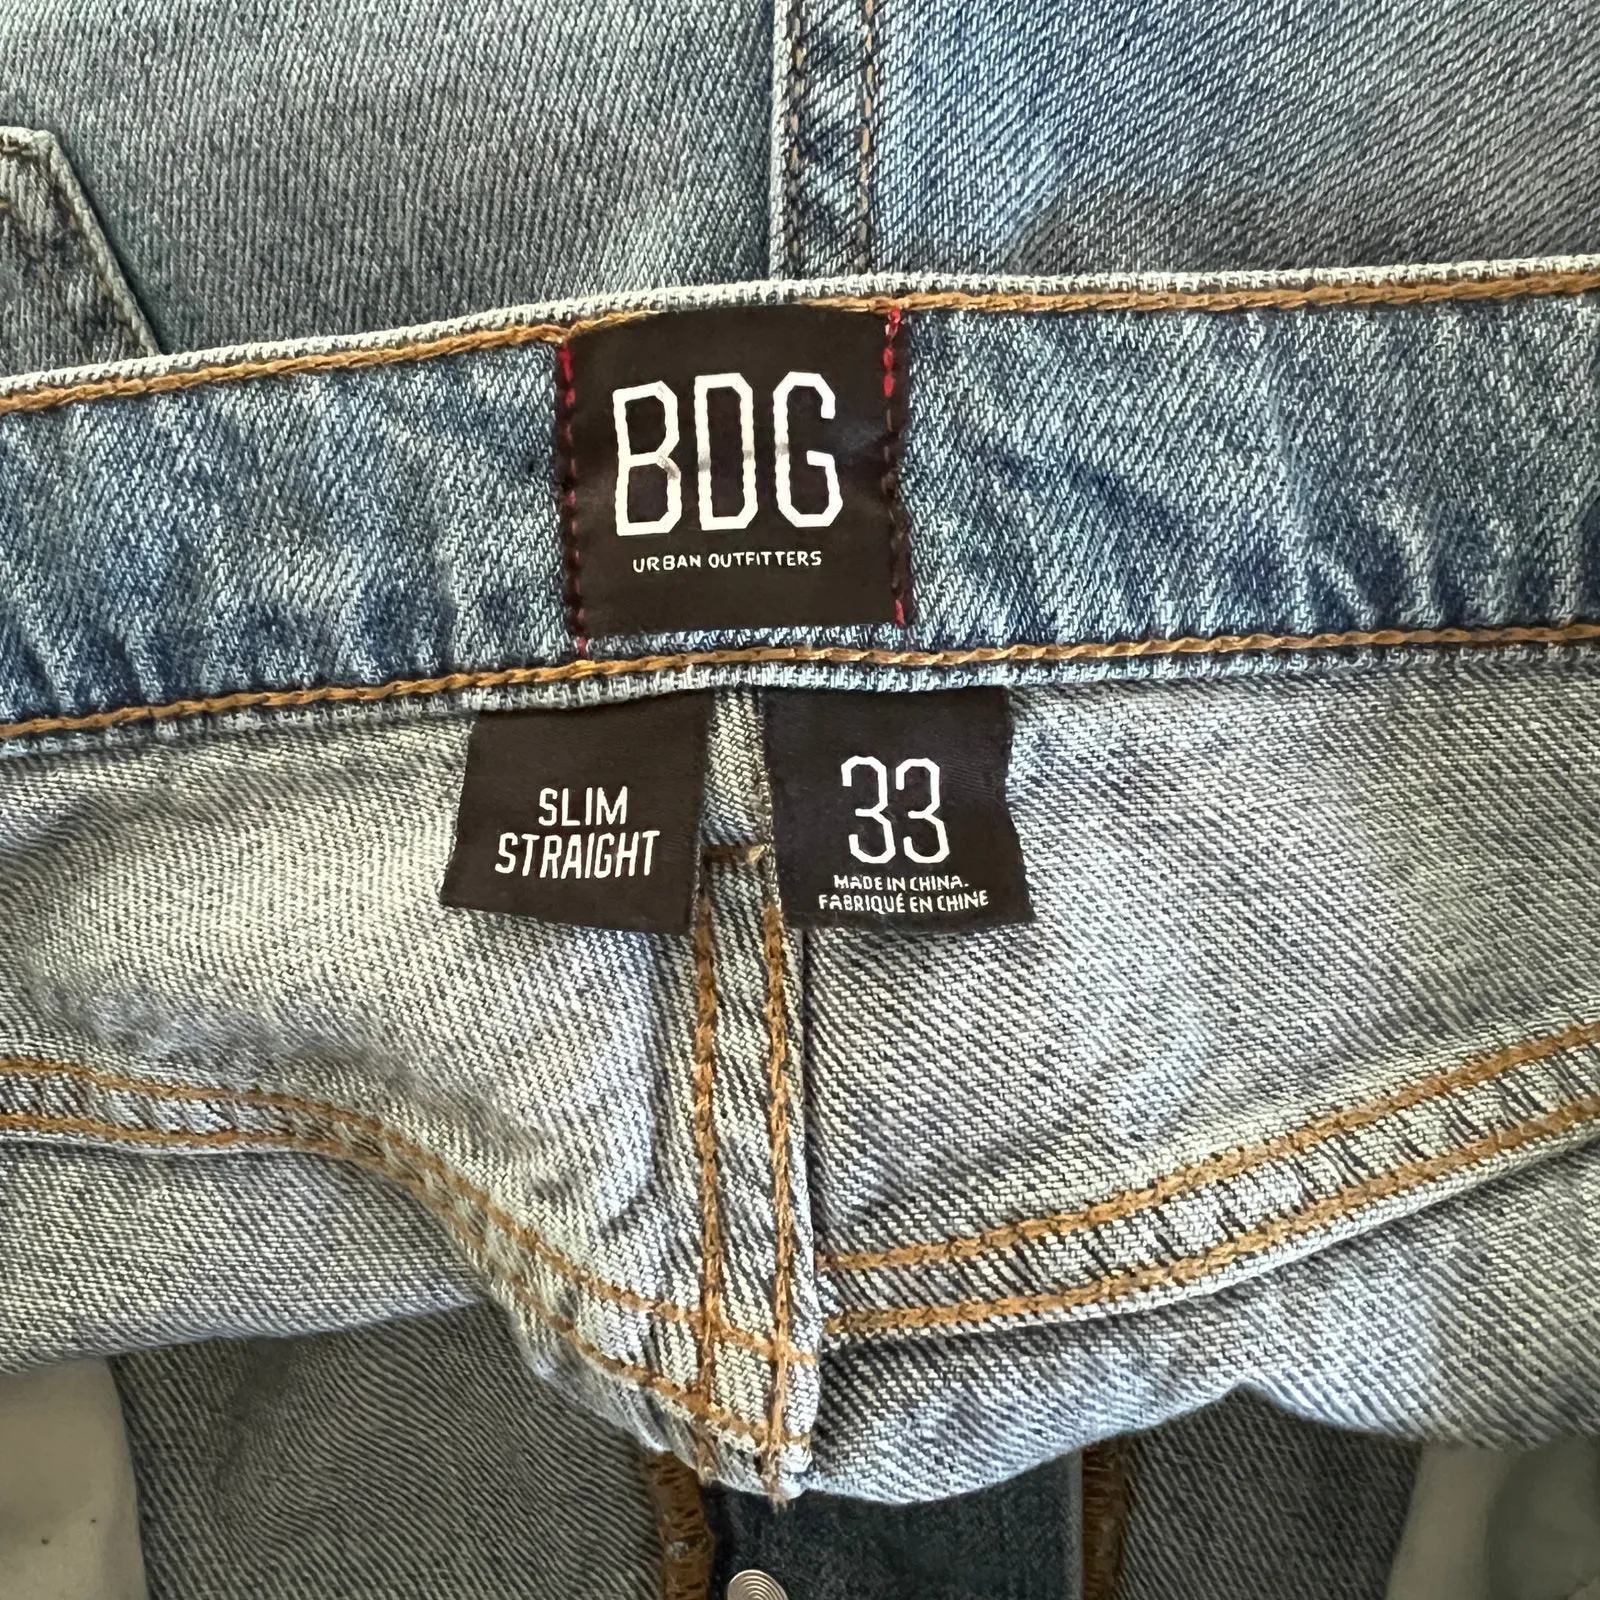 BDG
URBAN OUTFITTERS
SLIM
STRAIGHT
33
MADE IN CHINA.
FABRIQUÉ EN CHINE